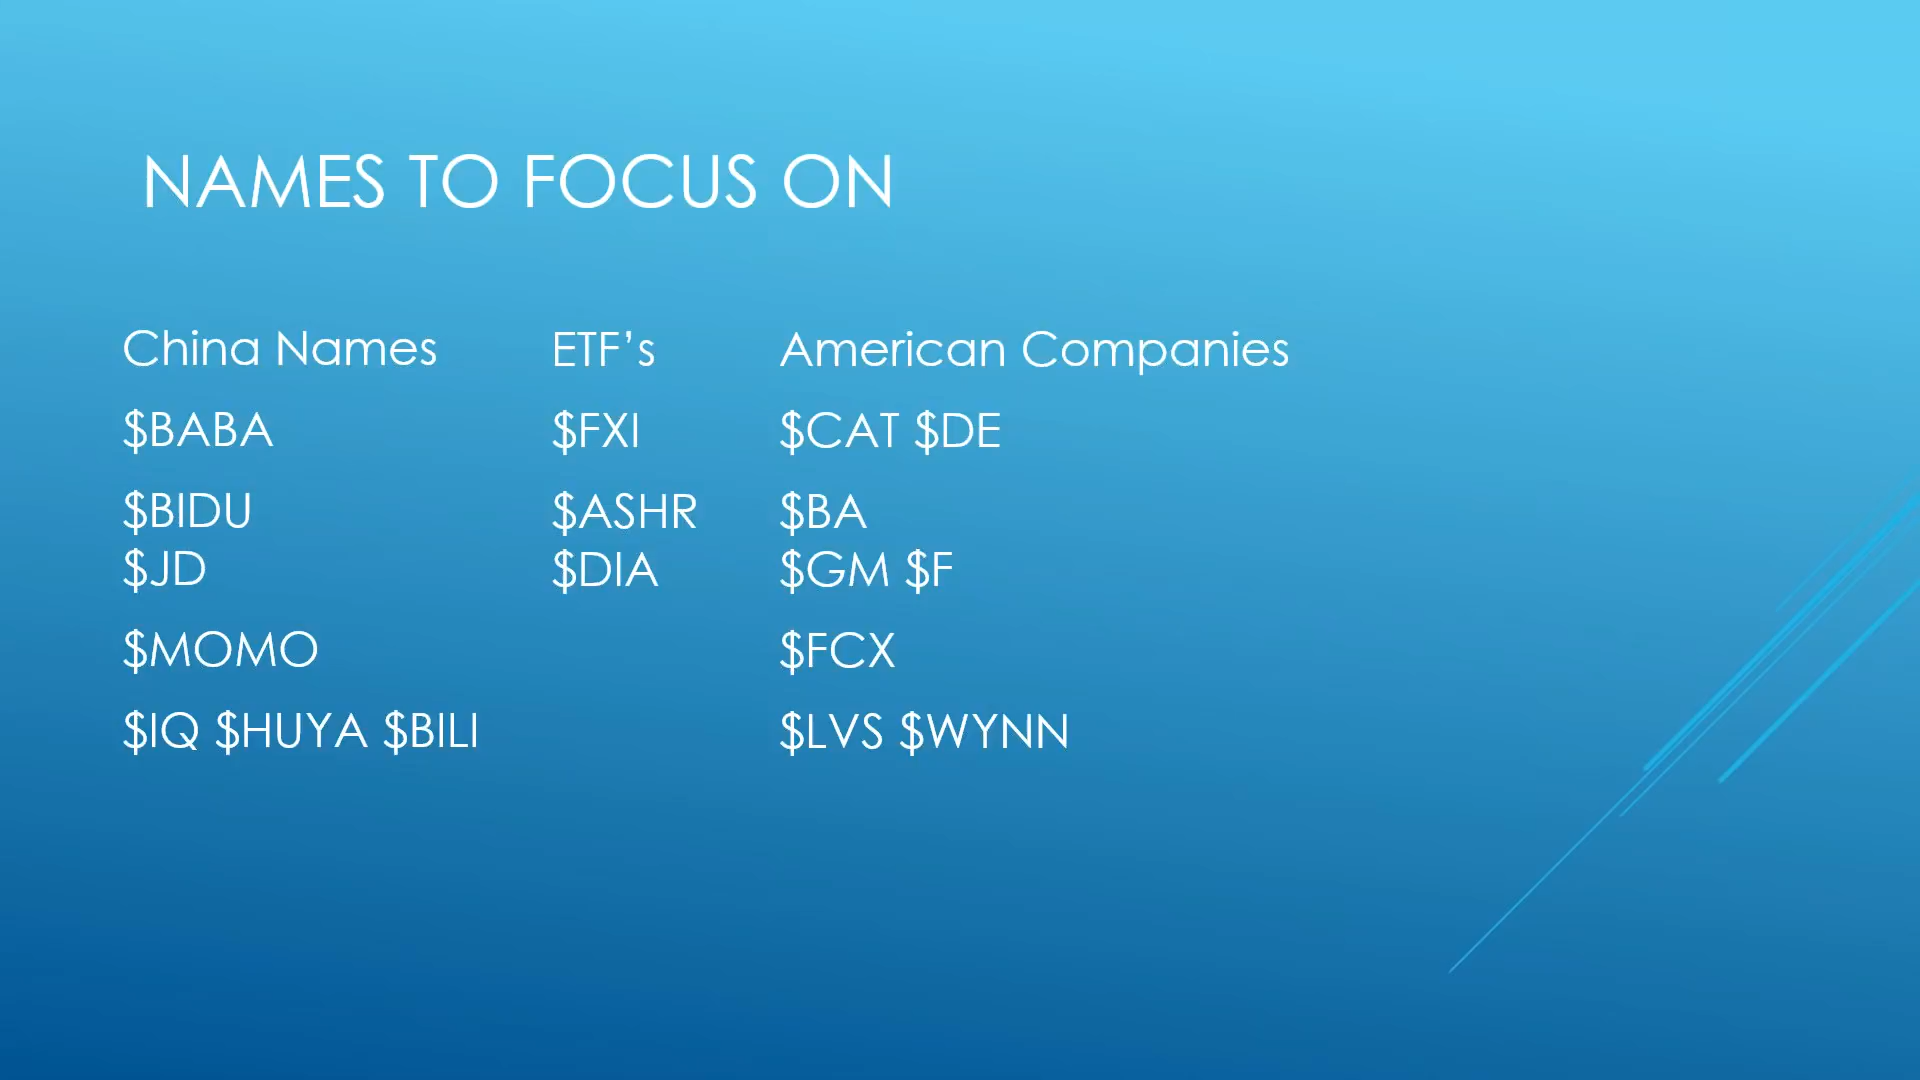 NAMES TO FOCUS ON
China Names
$BABA
$BIDU
$JD
$MOMO
$IQ $HUYA $BILI
ETF’s
$FXI
$ASHR
$DIA
American Companies
$CAT $DE
$BA
$GM $F
$FCX
$LVS $WYNN